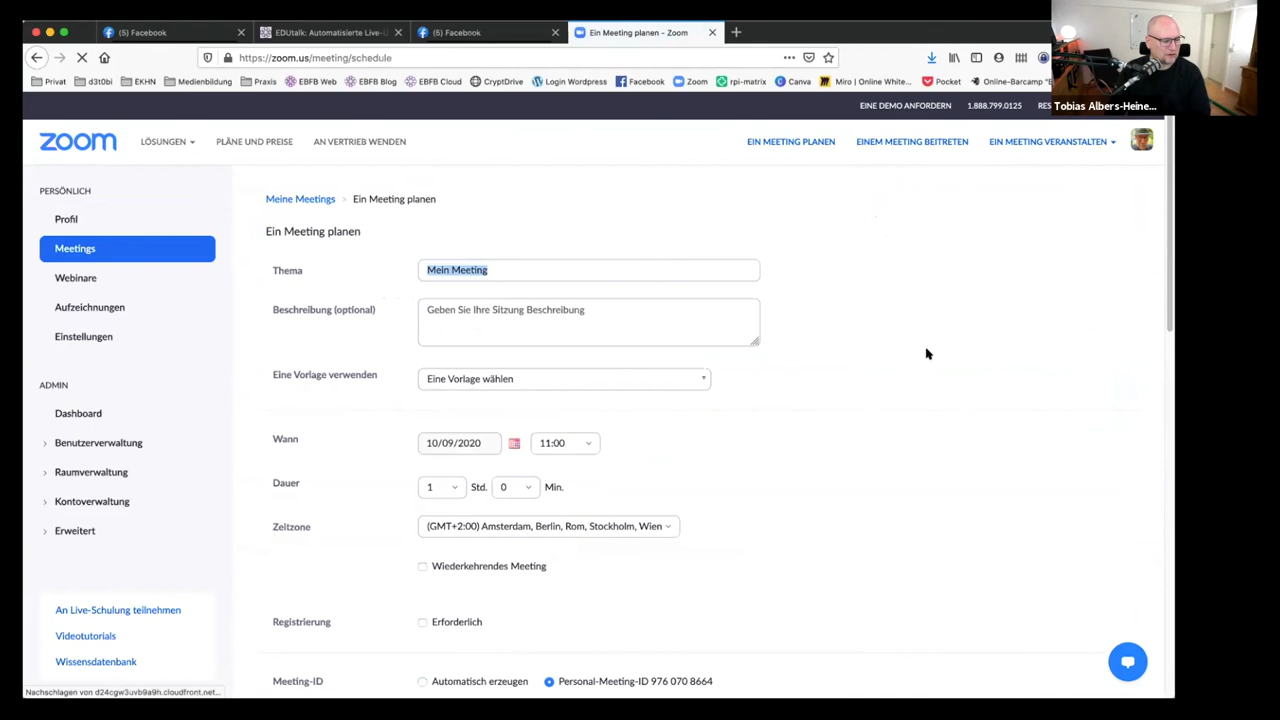 (5) Facebook
EDUtalk: Automatisierte Live-
(5) Facebook
Ein Meeting planen - Zoom
https://zoom.us/meeting/schedule
Privat
d3t0bi
EKHN
Medienbildung
Praxis
EBFB Web
EBFB Blog
EBFB Cloud
CryptDrive
Login Wordpress
Facebook
Zoom
rpi-matrix
Canva
Miro | Online White...
Pocket
Online-Barcamp "E
Tobias Albers-Heine...
EINE DEMO ANFORDERN
1.888.799.0125
RES
zoom
LÖSUNGEN
PLÄNE UND PREISE
AN VERTRIEB WENDEN
EIN MEETING PLANEN
EINEM MEETING BEITRETEN
EIN MEETING VERANSTALTEN
PERSÖNLICH
Profil
Meetings
Webinare
Aufzeichnungen
Einstellungen
ADMIN
Dashboard
Benutzerverwaltung
Raumverwaltung
Kontoverwaltung
Erweitert
An Live-Schulung teilnehmen
Videotutorials
Wissensdatenbank
Meine Meetings > Ein Meeting planen
Ein Meeting planen
Thema
Mein Meeting
Beschreibung (optional)
Geben Sie Ihre Sitzung Beschreibung
Eine Vorlage verwenden
Eine Vorlage wählen
Wann
10/09/2020
11:00
Dauer
1 Std. 0 Min.
Zeitzone
(GMT+2:00) Amsterdam, Berlin, Rom, Stockholm, Wien
Wiederkehrendes Meeting
Registrierung
Erforderlich
Meeting-ID
Automatisch erzeugen
Personal-Meeting-ID 976 070 8664
Nachschlagen von d24cgw3uvb9a9h.cloudfront.net...